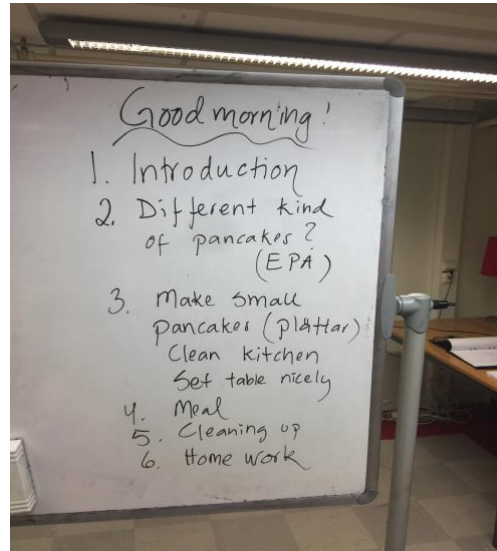 Good morning!
1. Introduction
2. Different kind
of pancakes?
(EPA)
3. Make small
pancakes (plättar)
Clean kitchen
Set table nicely
4. Meal
5. Cleaning up
6. Home work